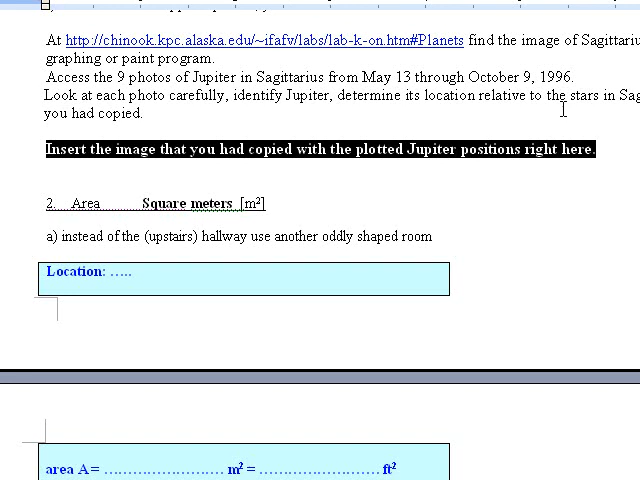 At http://chinook.kpc.alaska.edu/~ifafv/labs/lab-k-on.htm#Planets find the image of
graphing or paint program.
Access the 9 photos of Jupiter in Sagittarius from May 13 through October 9, 1996.
Look at each photo carefully, identify Jupiter, determine its location relative to the stars in
you had copied.
Insert the image that you had copied with the plotted Jupiter positions right here.
2. Area Square meters [m²]
a) instead of the (upstairs) hallway use another oddly shaped room
Location: …..
area A = …………………… m² = …………………… ft²